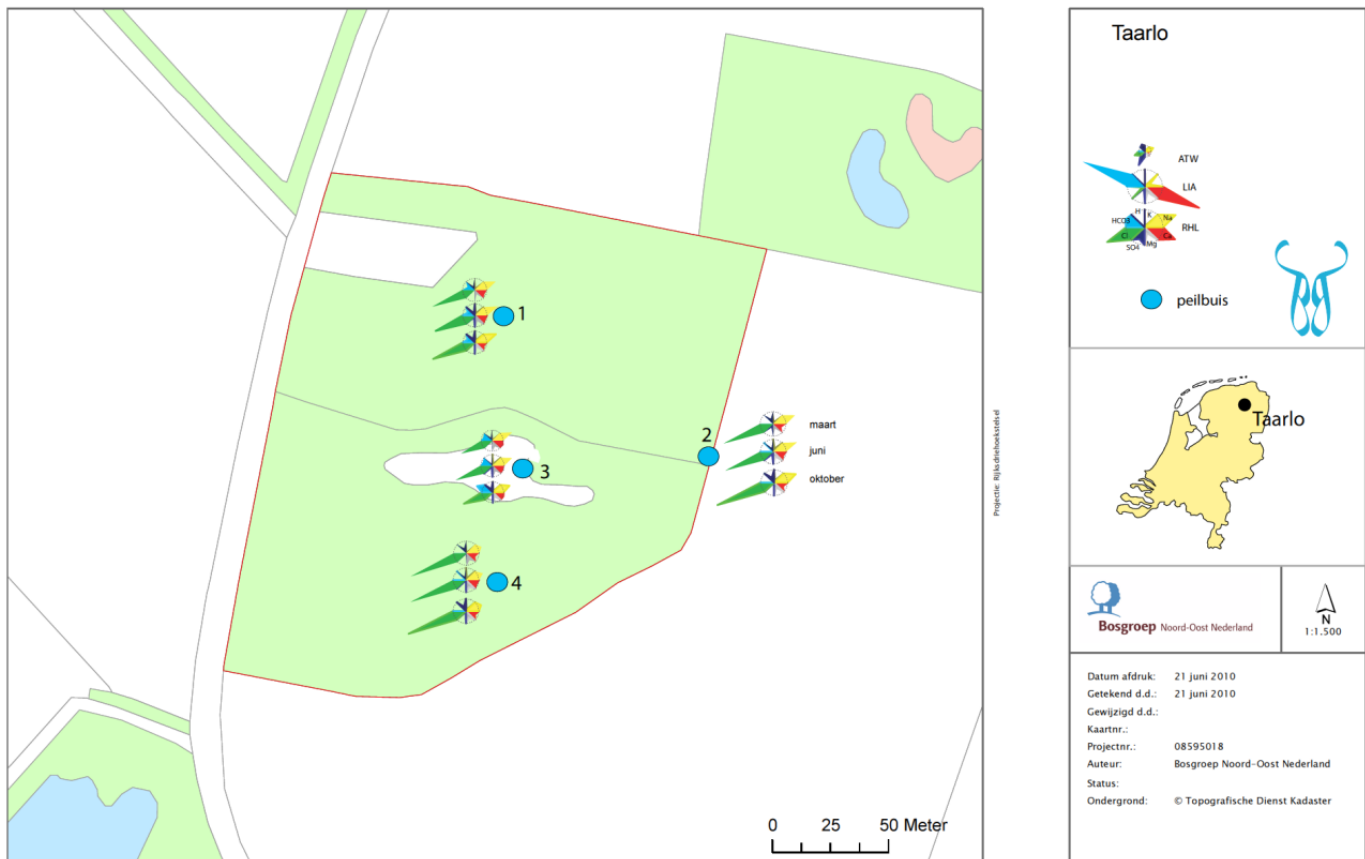 Taarlo
ATW
LIA
H
K
HCO3
Na
RHL
Cl
Ca
SO4
Mg
peilbuis
1
2
maart
juni
oktober
3
4
Projectie: Rijksdriehoekstelsel
Taarlo
Bosgroep Noord-Oost Nederland
N
1:1.500
Datum afdruk: 21 juni 2010
Getekend d.d.: 21 juni 2010
Gewijzigd d.d.:
Kaartnr.:
Projectnr.: 08595018
Auteur: Bosgroep Noord-Oost Nederland
Status:
Ondergrond: © Topografische Dienst Kadaster
0 25 50 Meter